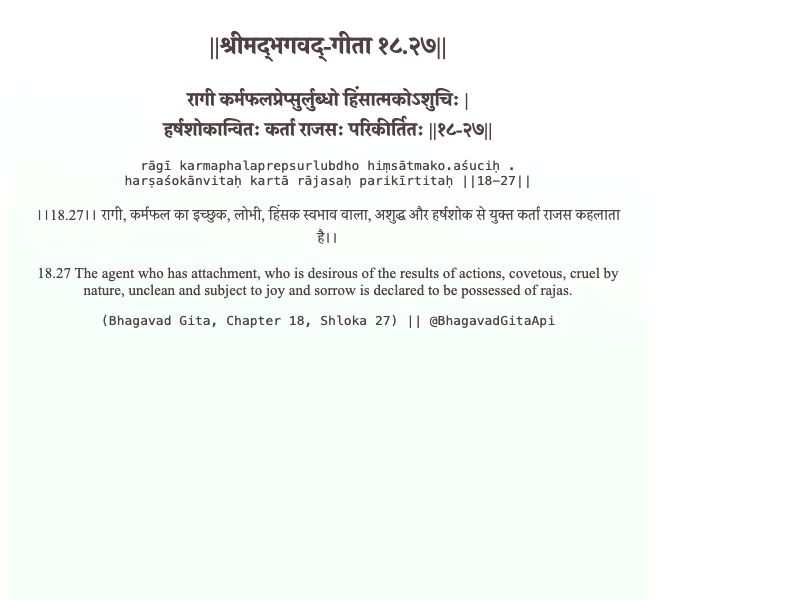 ||श्रीमद्‍भगवद्‍-गीता १८.२७||
रागी कर्मफलप्रेप्सुर्लुब्धो हिंसात्मकोऽशुचिः |
हर्षशोकान्वितः कर्ता राजसः परिकीर्तितः ||१८-२७||
rāgī karmaphalaprepsurlubdho hiṃsātmako.aśuciḥ .
harṣaśokānvitaḥ kartā rājasaḥ parikīrtitaḥ ||18-27||
।।18.27।। रागी, कर्मफल का इच्छुक, लोभी, हिंसक स्वभाव वाला, अशुद्ध और हर्षशोक से युक्त कर्ता राजस कहलाता
है।।
18.27 The agent who has attachment, who is desirous of the results of actions, covetous, cruel by
nature, unclean and subject to joy and sorrow is declared to be possessed of rajas.
(Bhagavad Gita, Chapter 18, Shloka 27) || @BhagavadGitaApi